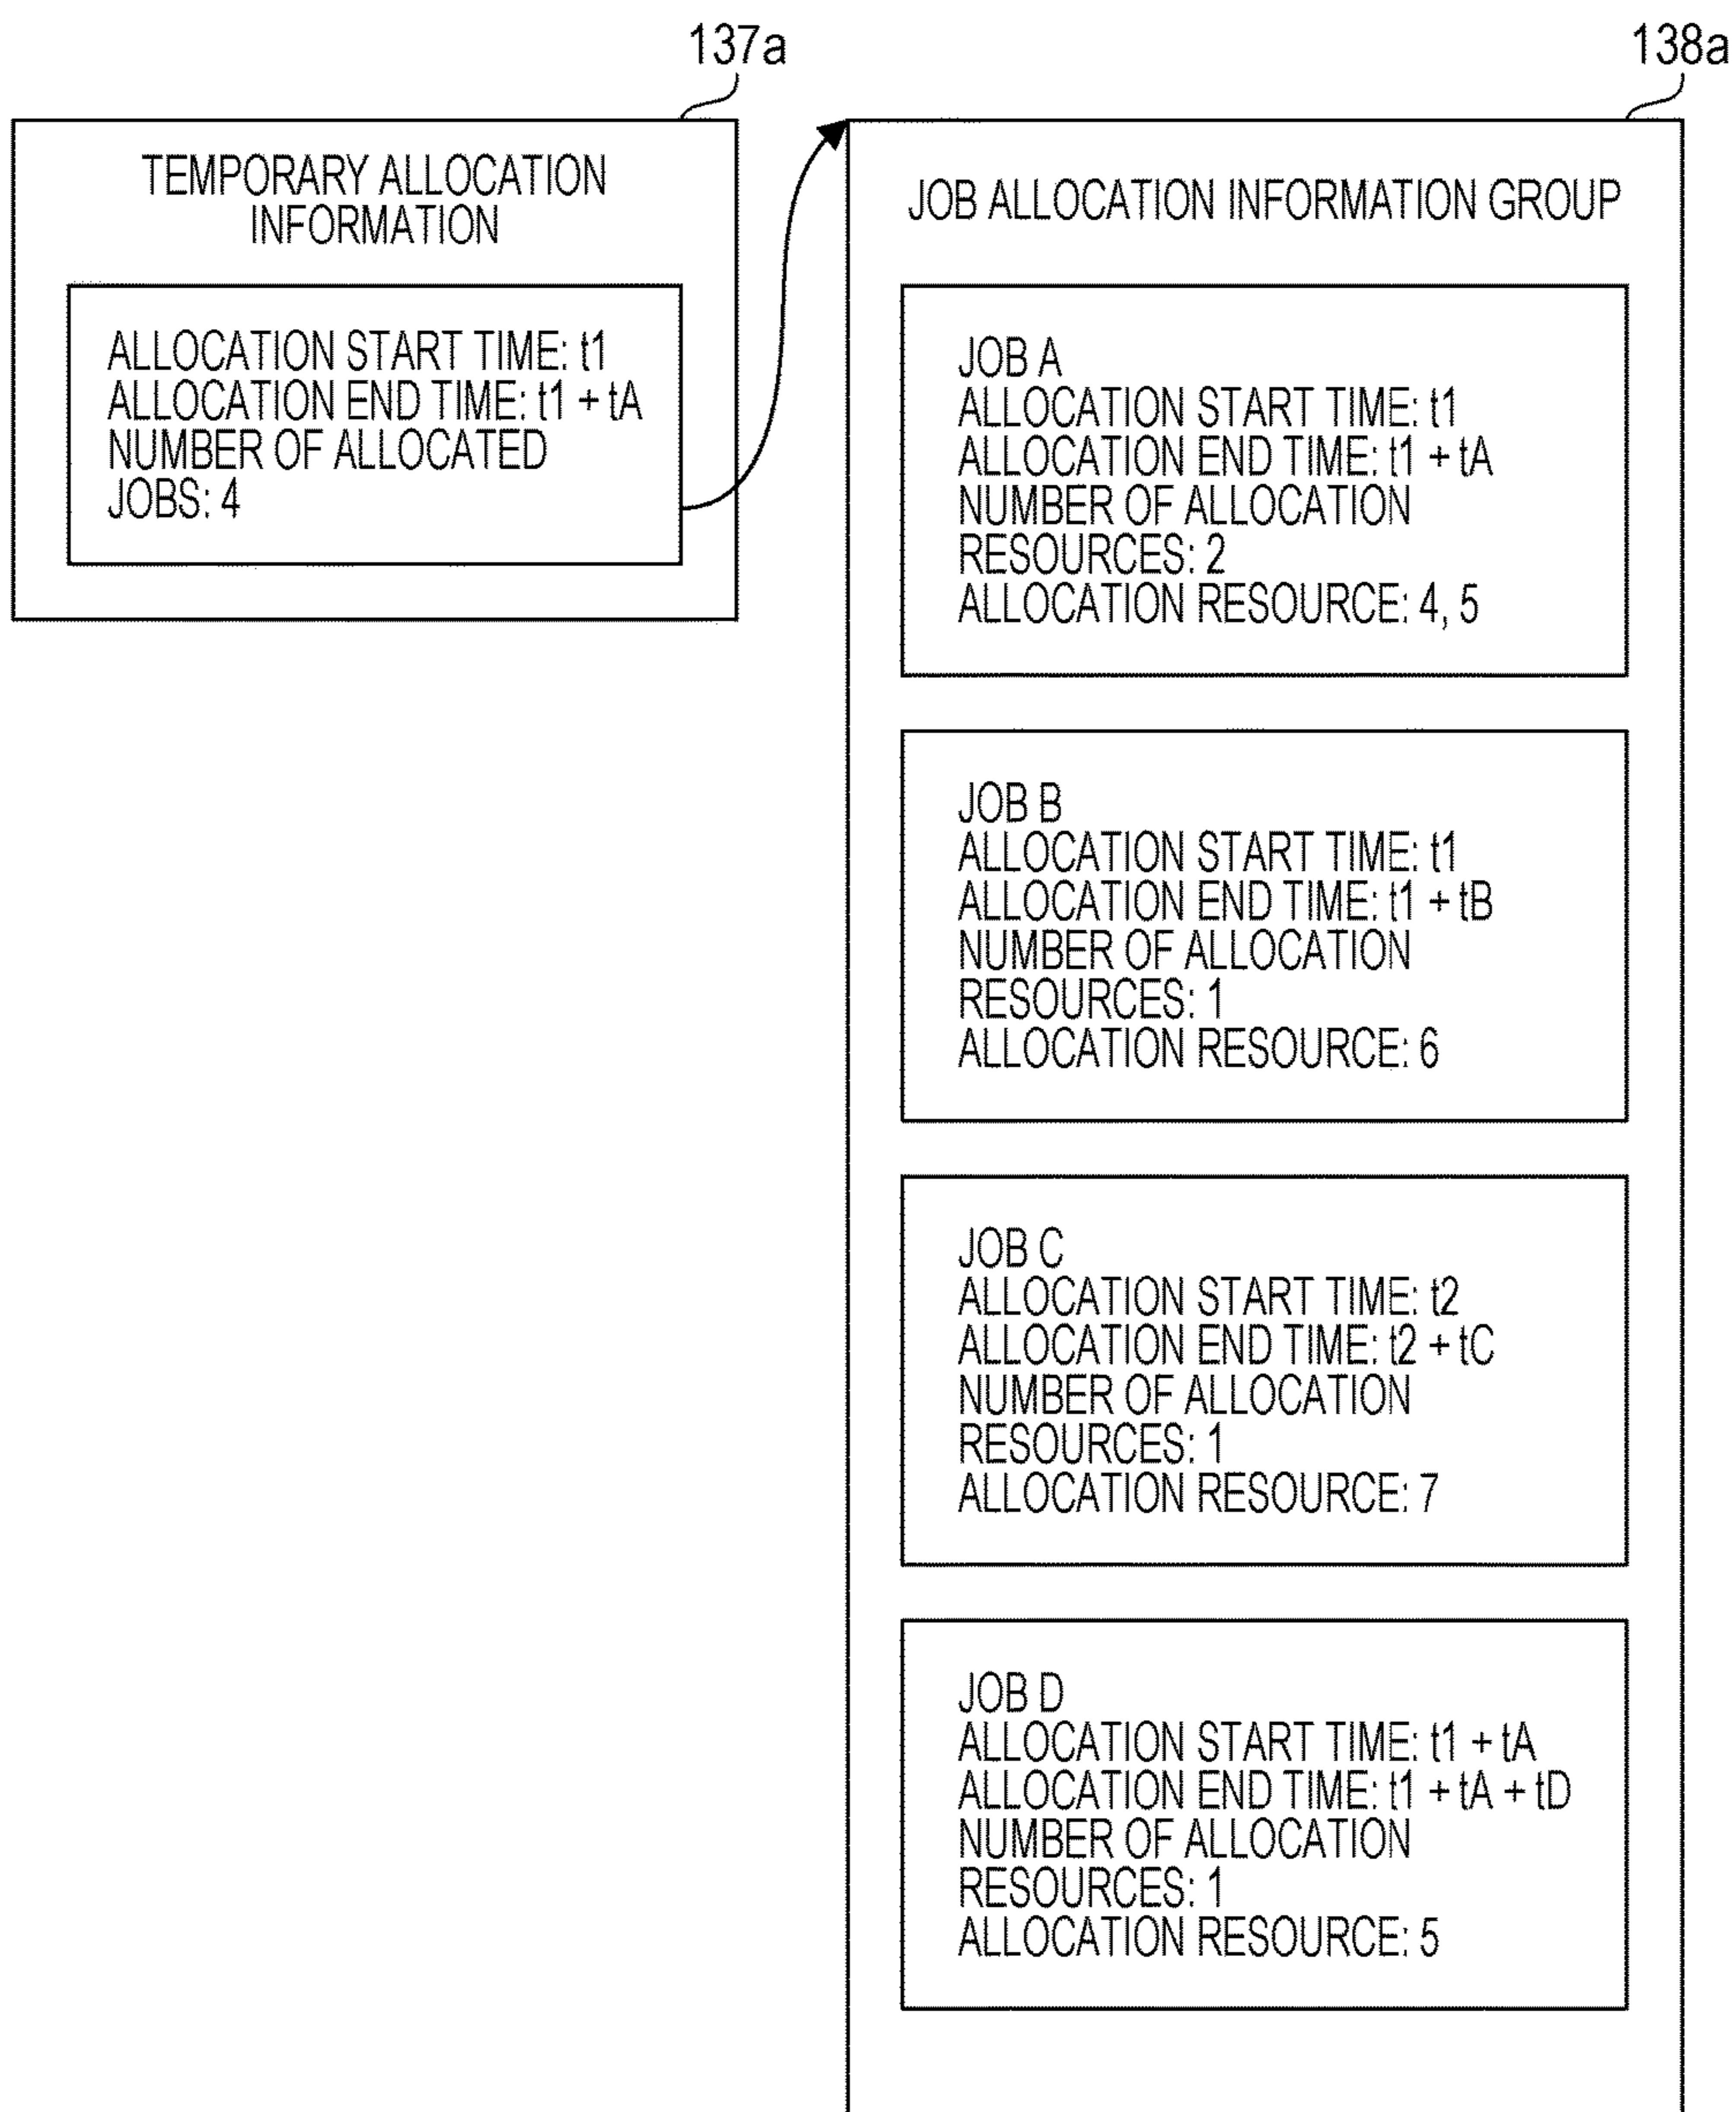 137a
138a
TEMPORARY ALLOCATION
INFORMATION
ALLOCATION START TIME: t1
ALLOCATION END TIME: t1 + tA
NUMBER OF ALLOCATED
JOBS: 4
JOB ALLOCATION INFORMATION GROUP
JOB A
ALLOCATION START TIME: t1
ALLOCATION END TIME: t1 + tA
NUMBER OF ALLOCATION
RESOURCES: 2
ALLOCATION RESOURCE: 4, 5
JOB B
ALLOCATION START TIME: t1
ALLOCATION END TIME: t1 + tB
NUMBER OF ALLOCATION
RESOURCES: 1
ALLOCATION RESOURCE: 6
JOB C
ALLOCATION START TIME: t2
ALLOCATION END TIME: t2 + tC
NUMBER OF ALLOCATION
RESOURCES: 1
ALLOCATION RESOURCE: 7
JOB D
ALLOCATION START TIME: t1 + tA
ALLOCATION END TIME: t1 + tA + tD
NUMBER OF ALLOCATION
RESOURCES: 1
ALLOCATION RESOURCE: 5